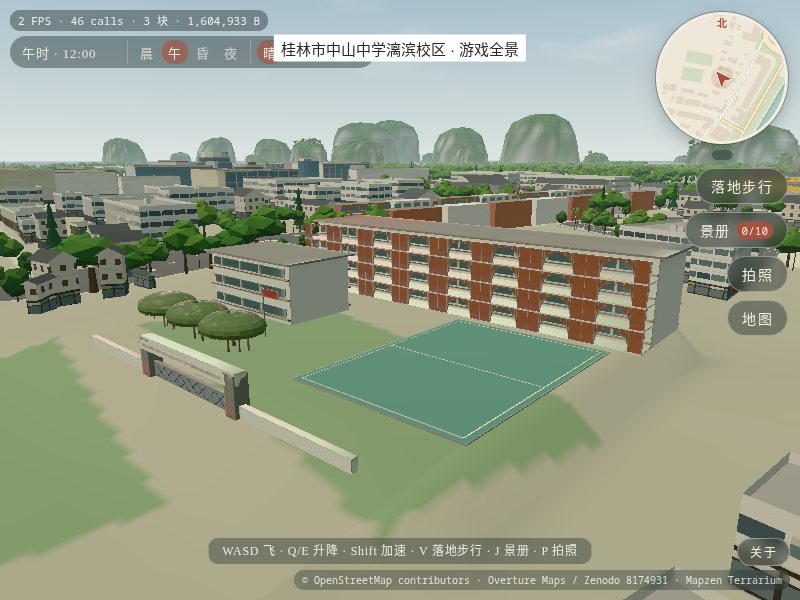 2 FPS · 46 calls · 3 块 · 1,604,933 B
午时 · 12:00 晨 午 昏 夜 晴
桂林市中山中学漓滨校区 · 游戏全景
北
落地步行
景册 0/10
拍照
地图
WASD 飞 · Q/E 升降 · Shift 加速 · V 落地步行 · J 景册 · P 拍照
关于
© OpenStreetMap contributors · Overture Maps / Zenodo 8174931 · Mapzen Terrarium